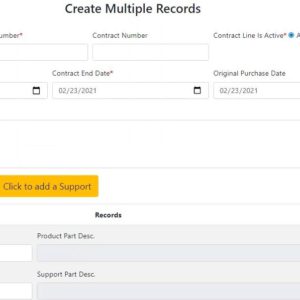 Create Multiple Records
Number* Contract Number Contract Line Is Active*
Contract End Date* Original Purchase Date
02/23/2021 02/23/2021
Click to add a Support
Records
Product Part Desc.
Support Part Desc.